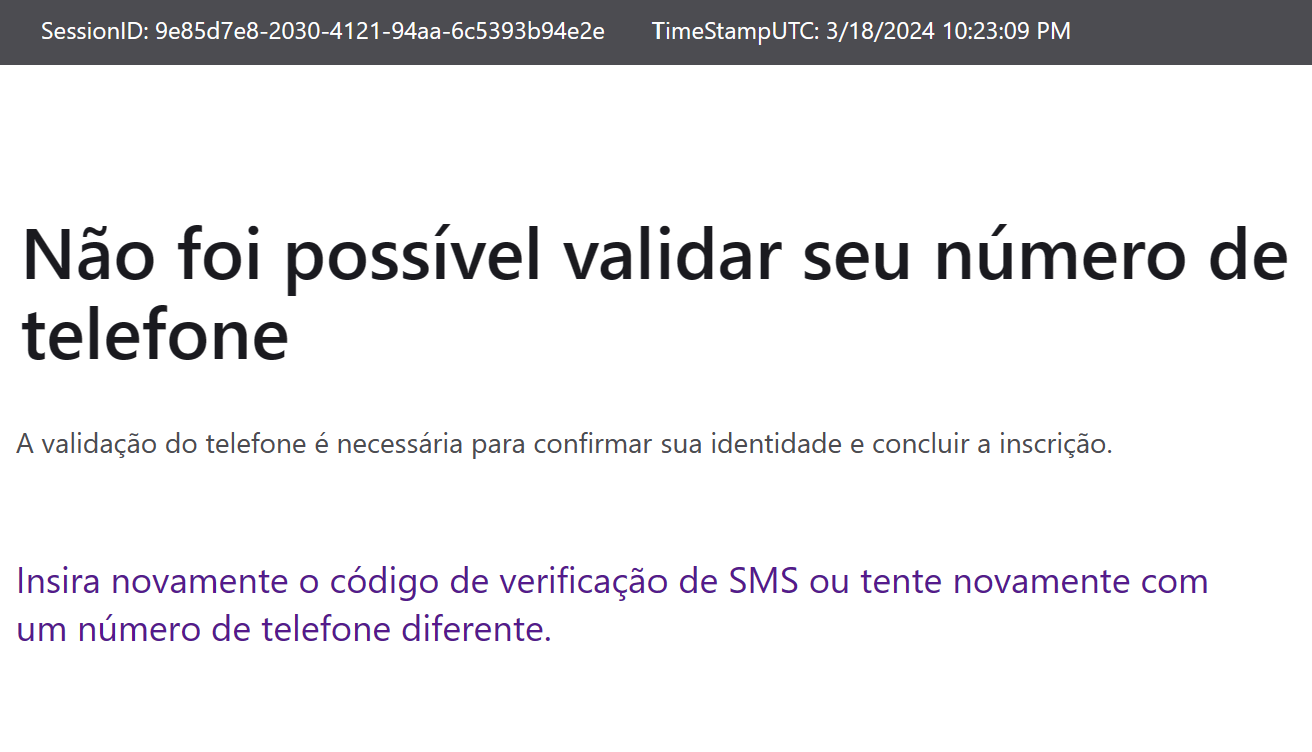 SessionID: 9e85d7e8-2030-4121-94aa-6c5393b94e2e TimeStampUTC: 3/18/2024 10:23:09 PM
Não foi possível validar seu número de
telefone
A validação do telefone é necessária para confirmar sua identidade e concluir a inscrição.
Insira novamente o código de verificação de SMS ou tente novamente com
um número de telefone diferente.